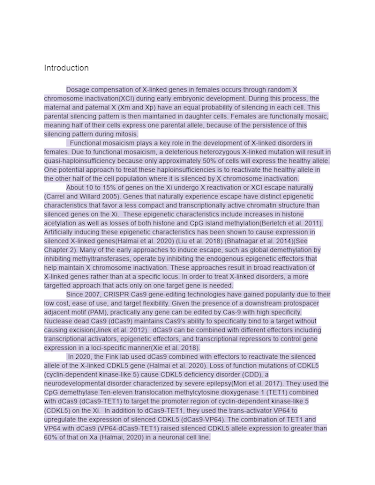 Introduction
Dosage compensation of X-linked genes in females occurs through random X
chromosome inactivation(XCI) during early embryonic development. During this process, the
maternal and paternal X (Xm and Xp) have an equal probability of silencing in each cell. This
parental silencing pattern is then maintained in daughter cells. Females are functionally mosaic,
meaning half of their cells express one parental allele, because of the persistence of this
silencing pattern during mitosis.
Functional mosaicism plays a key role in the development of X-linked disorders in
females. Due to functional mosaicism, a deleterious heterozygous X-linked mutation will result in
quasi-haploinsufficiency because only approximately 50% of cells will express the healthy allele.
One potential approach to treat these haploinsufficiencies is to reactivate the healthy allele in
the other half of the cell population where it is silenced by X chromosome inactivation.
About 10 to 15% of genes on the Xi undergo X reactivation or XCI escape naturally
(Carrel and Willard 2005). Genes that naturally experience escape have distinct epigenetic
characteristics that favor a less compact and transcriptionally active chromatin structure than
silenced genes on the Xi. These epigenetic characteristics include increases in histone
acetylation as well as losses of both histone and CpG island methylation(Berletch et al. 2011).
Artificially inducing these epigenetic characteristics has been shown to cause expression in
silenced X-linked genes(Halmai et al. 2020) (Liu et al. 2018) (Bhatnagar et al. 2014)(See
Chapter 2). Many of the early approaches to induce escape, such as global demethylation by
inhibiting methyltransferases, operate by inhibiting the endogenous epigenetic effectors that
help maintain X chromosome inactivation. These approaches result in broad reactivation of
X-linked genes rather than at a specific locus. In order to treat X-linked disorders, a more
targetted approach that acts only on one target gene is needed.
Since 2007, CRISPR Cas9 gene-editing technologies have gained popularity due to their
low cost, ease of use, and target flexibility. Given the presence of a downstream protospacer
adjacent motif (PAM), practically any gene can be edited by Cas-9 with high specificity.
Nuclease dead Cas9 (dCas9) maintains Cas9's ability to specifically bind to a target without
causing excision(Jinek et al. 2012). dCas9 can be combined with different effectors including
transcriptional activators, epigenetic effectors, and transcriptional repressors to control gene
expression in a loci-specific manner(Xie et al. 2018).
In 2020, the Fink lab used dCas9 combined with effectors to reactivate the silenced
allele of the X-linked CDKL5 gene (Halmai et al. 2020). Loss of function mutations of CDKL5
(cyclin-dependent kinase-like 5) cause CDKL5 deficiency disorder (CDD), a
neurodevelopmental disorder characterized by severe epilepsy(Mori et al. 2017). They used the
CpG demethylase Ten-eleven translocation methylcytosine dioxygenase 1 (TET1) combined
with dCas9 (dCas9-TET1) to target the promoter region of cyclin-dependent kinase-like 5
(CDKL5) on the Xi. In addition to dCas9-TET1, they used the trans-activator VP64 to
upregulate the expression of silenced CDKL5 (dCas9-VP64). The combination of TET1 and
VP64 with dCas9 (VP64-dCas9-TET1) raised silenced CDKL5 allele expression to greater than
60% of that on Xa (Halmai, 2020) in a neuronal cell line.